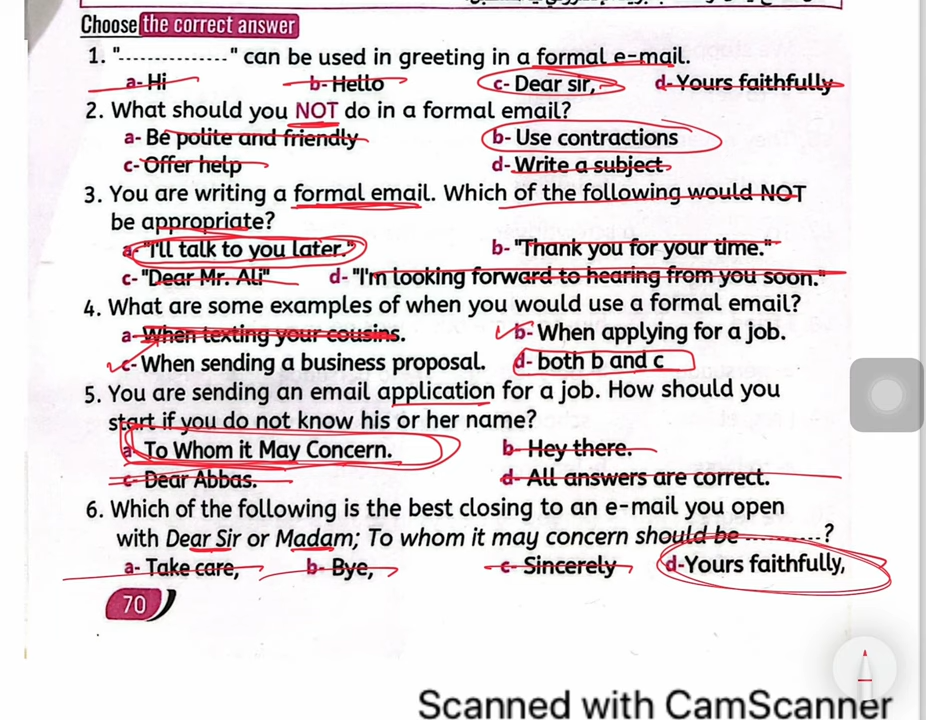 Choose the correct answer
1. "---------------" can be used in greeting in a formal e-mail.
a- Hi b- Hello c- Dear sir, d- Yours faithfully
2. What should you NOT do in a formal email?
a- Be polite and friendly b- Use contractions
c- Offer help d- Write a subject
3. You are writing a formal email. Which of the following would NOT
be appropriate?
a- "I'll talk to you later." b- "Thank you for your time."
c- "Dear Mr. Ali" d- "I'm looking forward to hearing from you soon."
4. What are some examples of when you would use a formal email?
a- When texting your cousins. b- When applying for a job.
c- When sending a business proposal. d- both b and c
5. You are sending an email application for a job. How should you
start if you do not know his or her name?
a- To Whom it May Concern. b- Hey there.
c- Dear Abbas. d- All answers are correct.
6. Which of the following is the best closing to an e-mail you open
with Dear Sir or Madam; To whom it may concern should be ----------?
a- Take care, b- Bye, c- Sincerely d-Yours faithfully,
70
Scanned with CamScanner